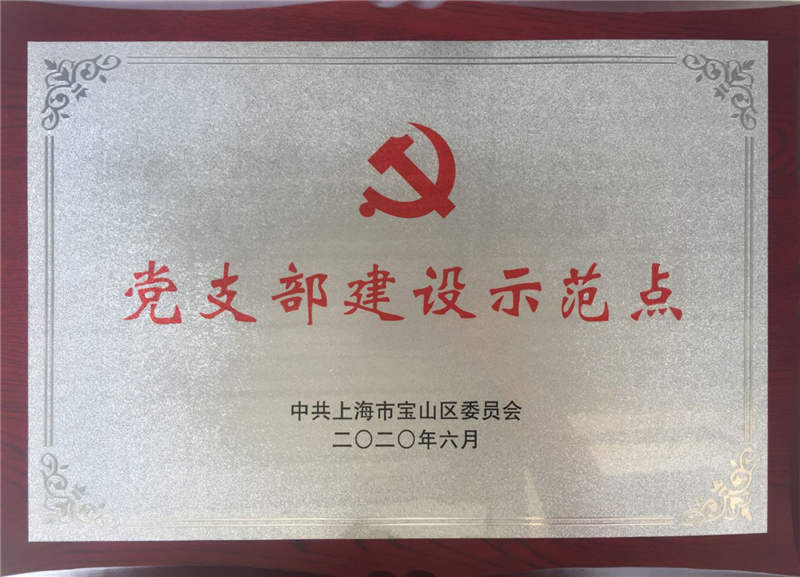 党支部建设示范点
中共上海市宝山区委员会
二〇二〇年六月